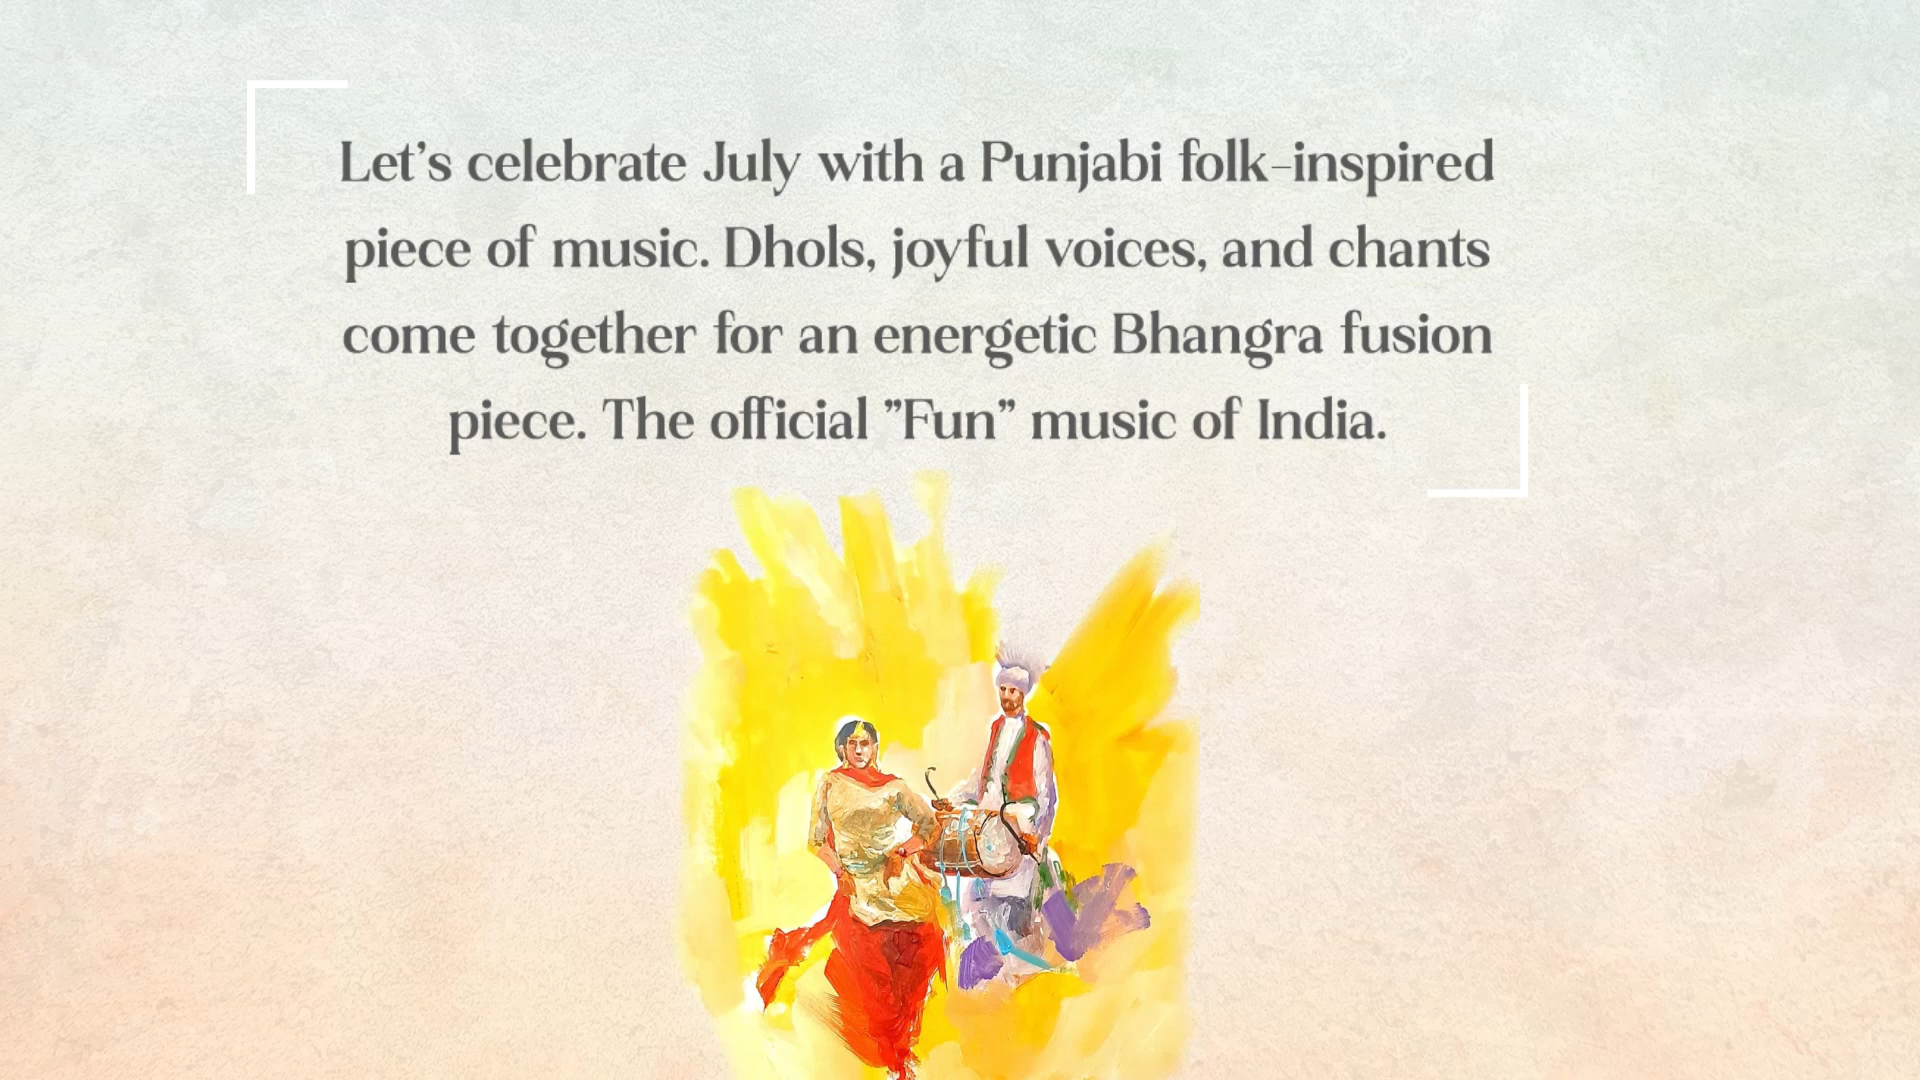 Let's celebrate July with a Punjabi folk-inspired
piece of music. Dhols, joyful voices, and chants
come together for an energetic Bhangra fusion
piece. The official "Fun" music of India.